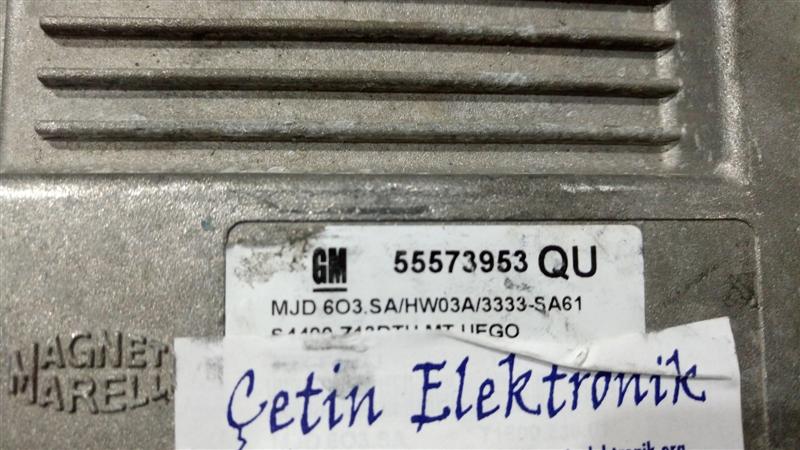 GM 55573953 QU
MJD 6O3.SA/HW03A/3333-SA61
MAGNETI
MARELLI
Çetin Elektronik